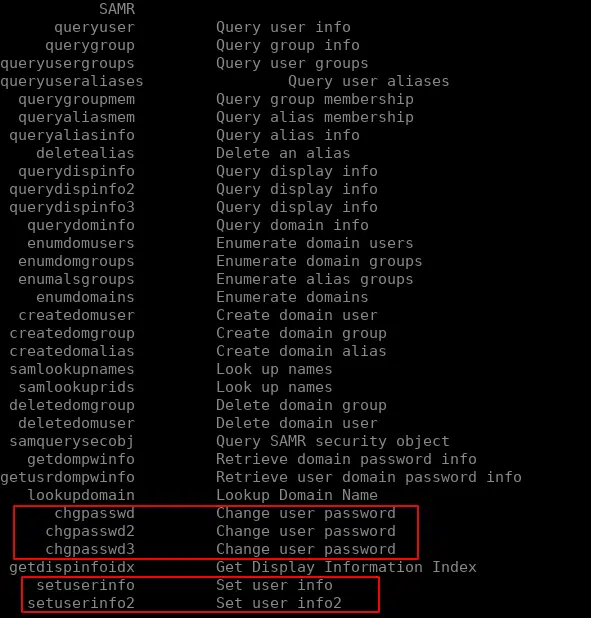 SAMR
queryuser Query user info
querygroup Query group info
queryusergroups Query user groups
queryuseraliases Query user aliases
querygroupmem Query group membership
queryaliasmem Query alias membership
queryaliasinfo Query alias info
deletealias Delete an alias
querydispinfo Query display info
querydispinfo2 Query display info
querydispinfo3 Query display info
querydominfo Query domain info
enumdomusers Enumerate domain users
enumdomgroups Enumerate domain groups
enumalsgroups Enumerate alias groups
enumdomains Enumerate domains
createdomuser Create domain user
createdomgroup Create domain group
createdomalias Create domain alias
samlookupnames Look up names
samlookuprids Look up names
deletedomgroup Delete domain group
deletedomuser Delete domain user
samquerysecobj Query SAMR security object
getdompwinfo Retrieve domain password info
getusrdompwinfo Retrieve user domain password info
lookupdomain Lookup Domain Name
chgpasswd Change user password
chgpasswd2 Change user password
chgpasswd3 Change user password
getdispinfoidx Get Display Information Index
setuserinfo Set user info
setuserinfo2 Set user info2